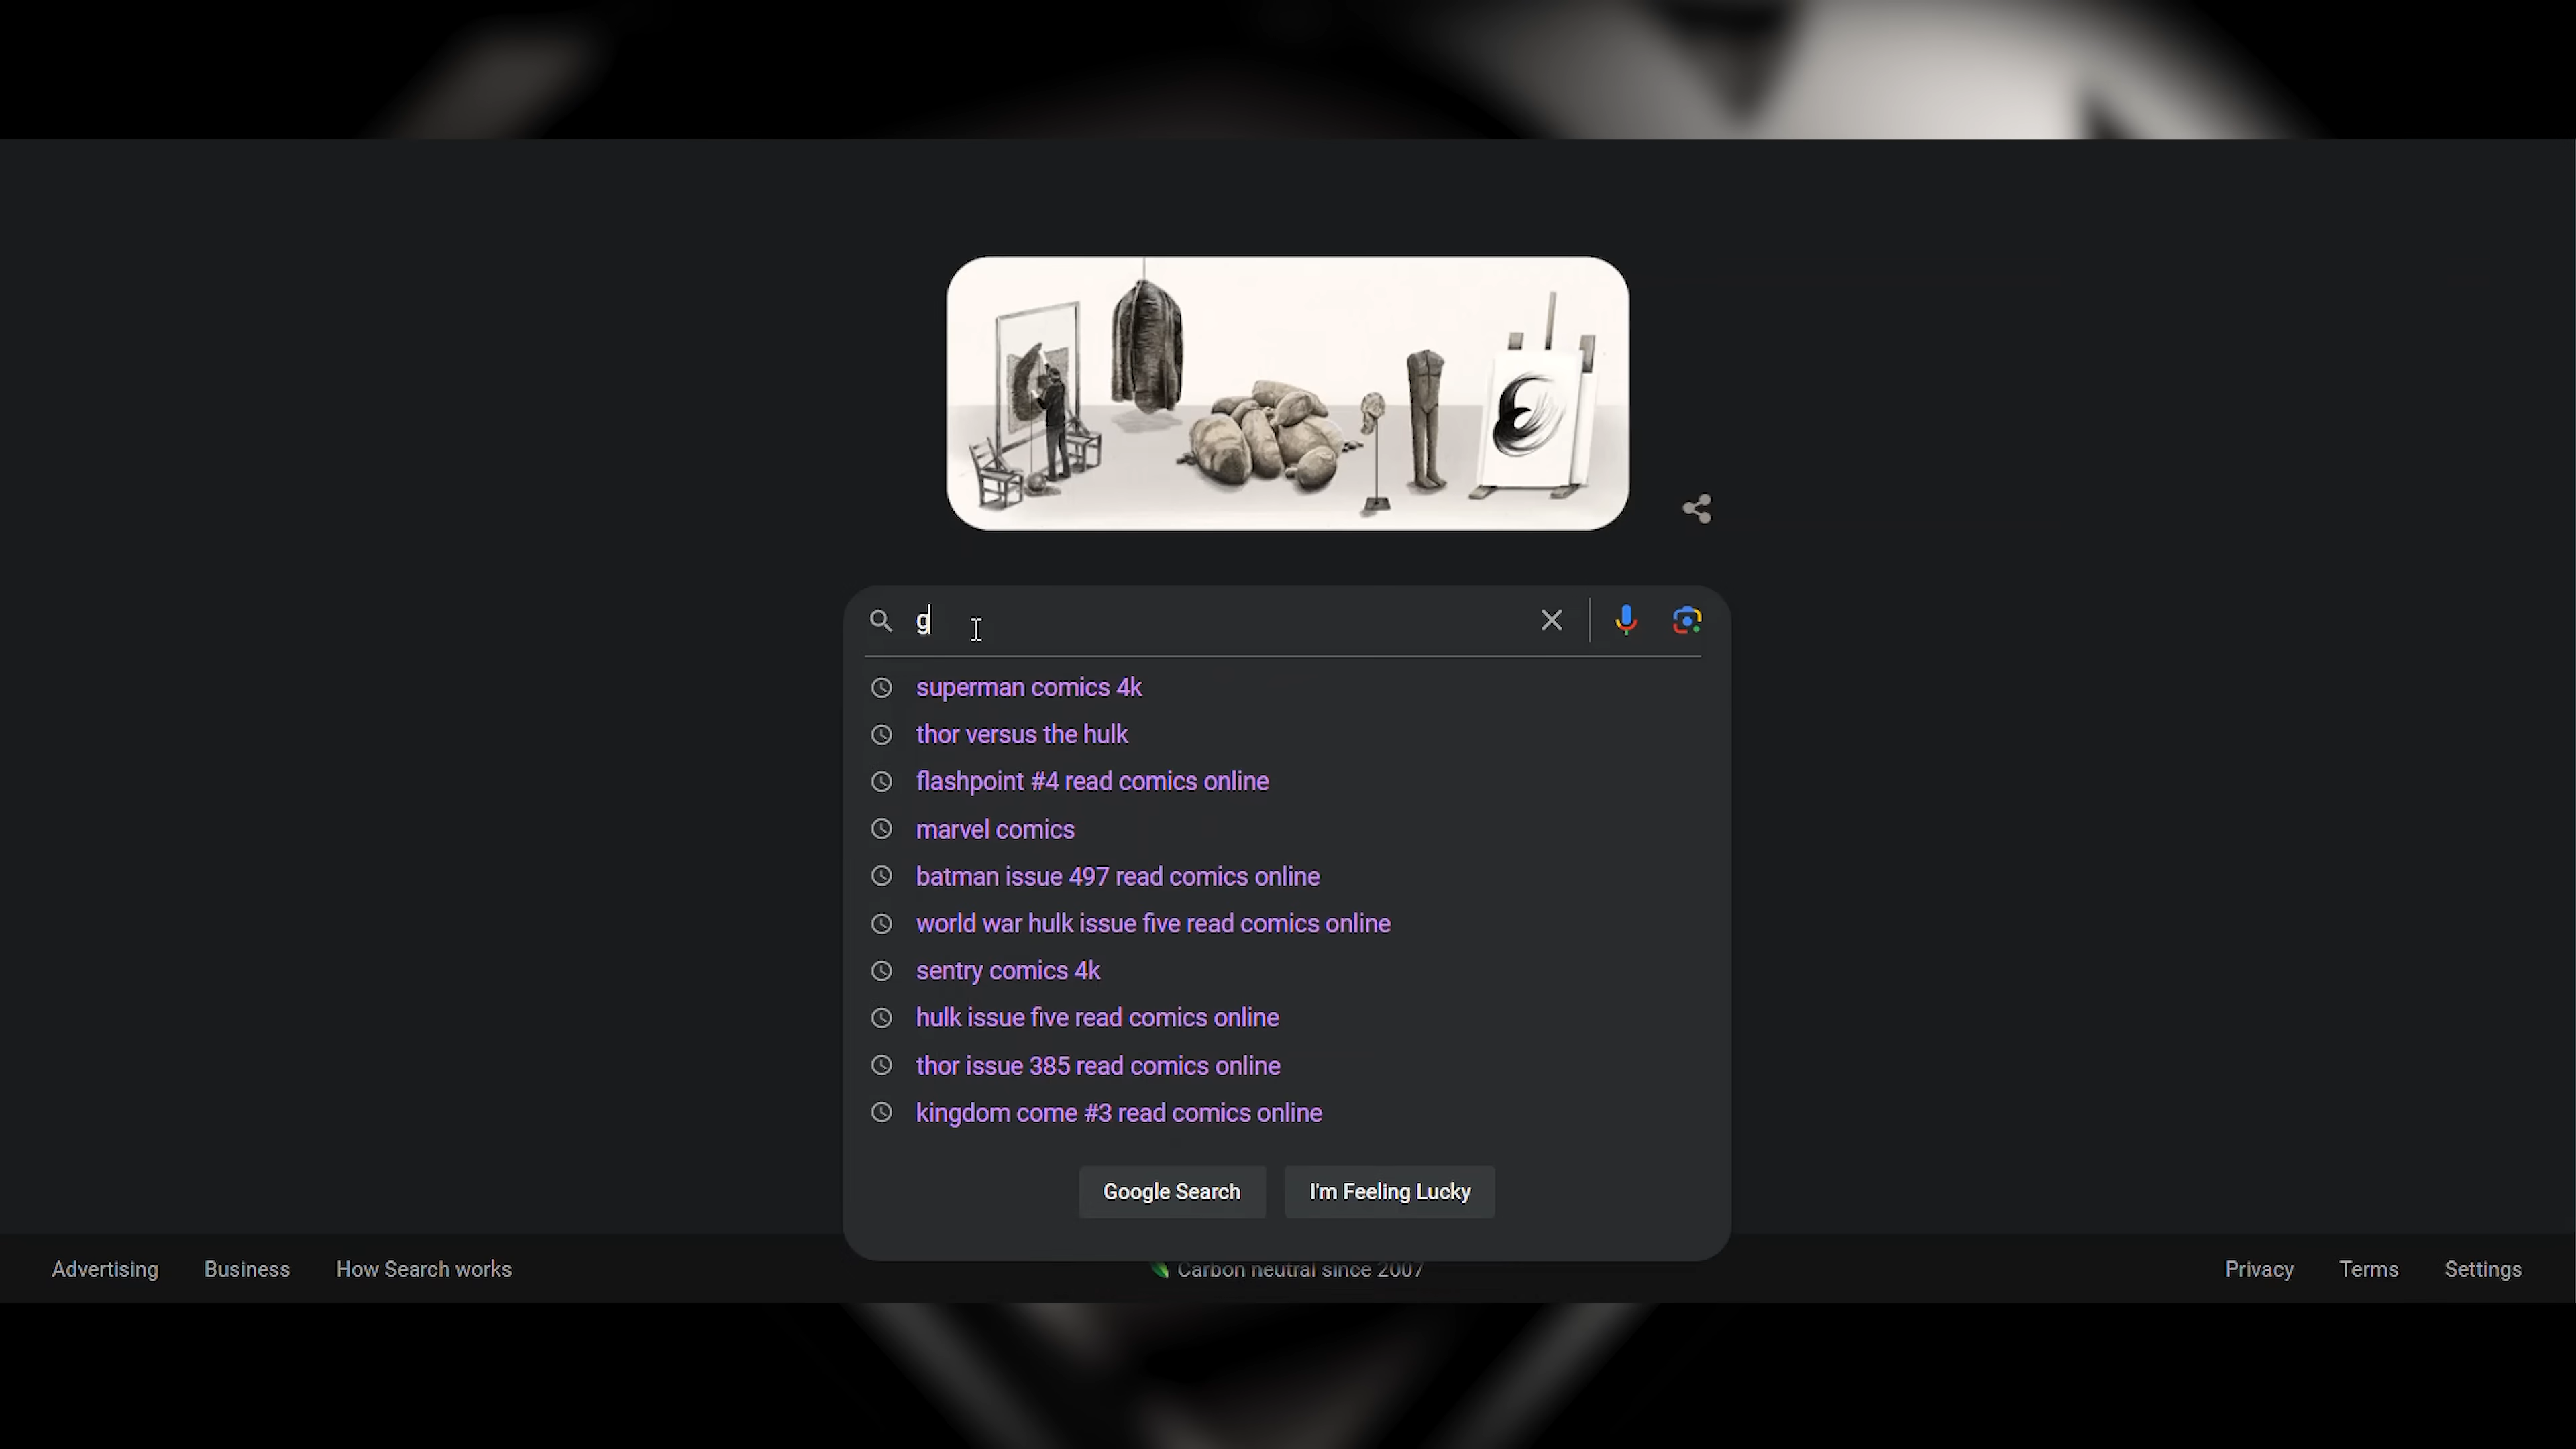 g
superman comics 4k
thor versus the hulk
flashpoint #4 read comics online
marvel comics
batman issue 497 read comics online
world war hulk issue five read comics online
sentry comics 4k
hulk issue five read comics online
thor issue 385 read comics online
kingdom come #3 read comics online
Google Search I'm Feeling Lucky
Advertising Business How Search works Carbon neutral since 2007 Privacy Terms Settings